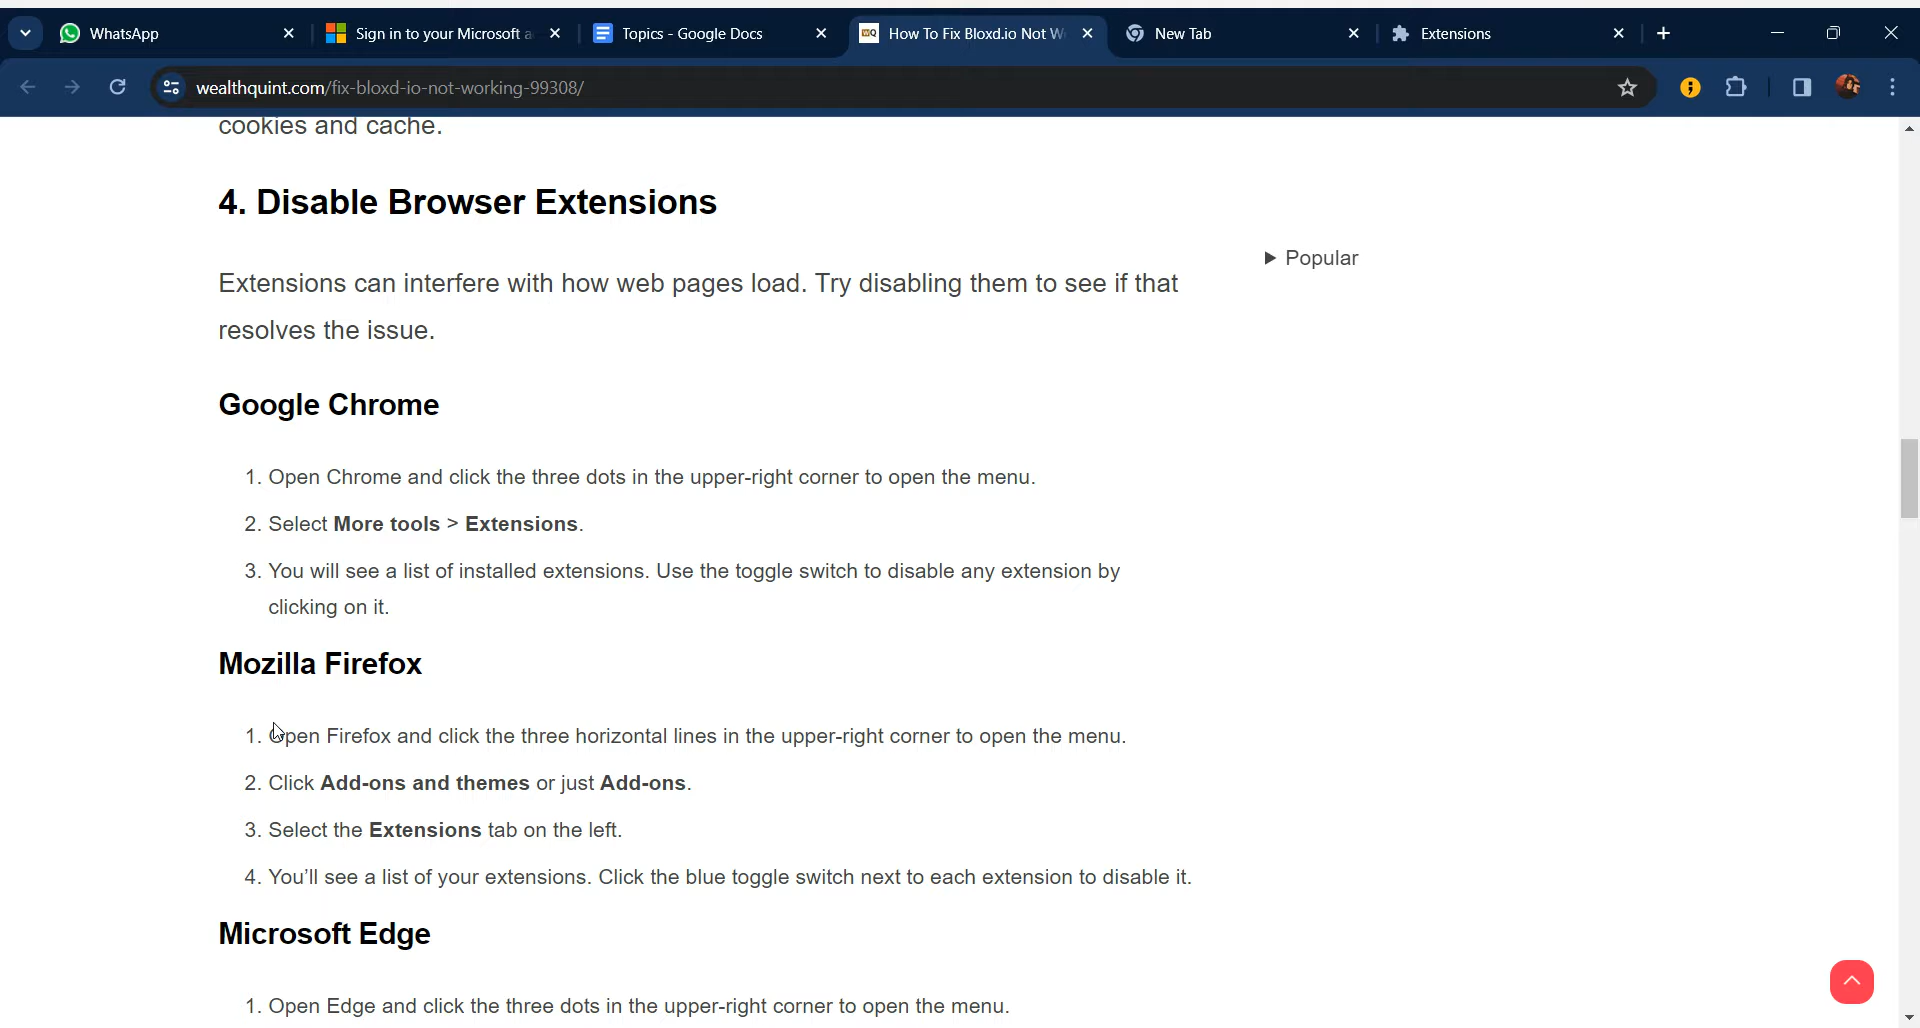 WhatsApp
Sign in to your Microsoft a
Topics - Google Docs
How To Fix Bloxd.io Not W
New Tab
Extensions
wealthquint.com/fix-bloxd-io-not-working-99308/
cookies and cache.
4. Disable Browser Extensions
Popular
Extensions can interfere with how web pages load. Try disabling them to see if that
resolves the issue.
Google Chrome
1. Open Chrome and click the three dots in the upper-right corner to open the menu.
2. Select More tools > Extensions.
3. You will see a list of installed extensions. Use the toggle switch to disable any extension by
clicking on it.
Mozilla Firefox
1. Open Firefox and click the three horizontal lines in the upper-right corner to open the menu.
2. Click Add-ons and themes or just Add-ons.
3. Select the Extensions tab on the left.
4. You'll see a list of your extensions. Click the blue toggle switch next to each extension to disable it.
Microsoft Edge
1. Open Edge and click the three dots in the upper-right corner to open the menu.